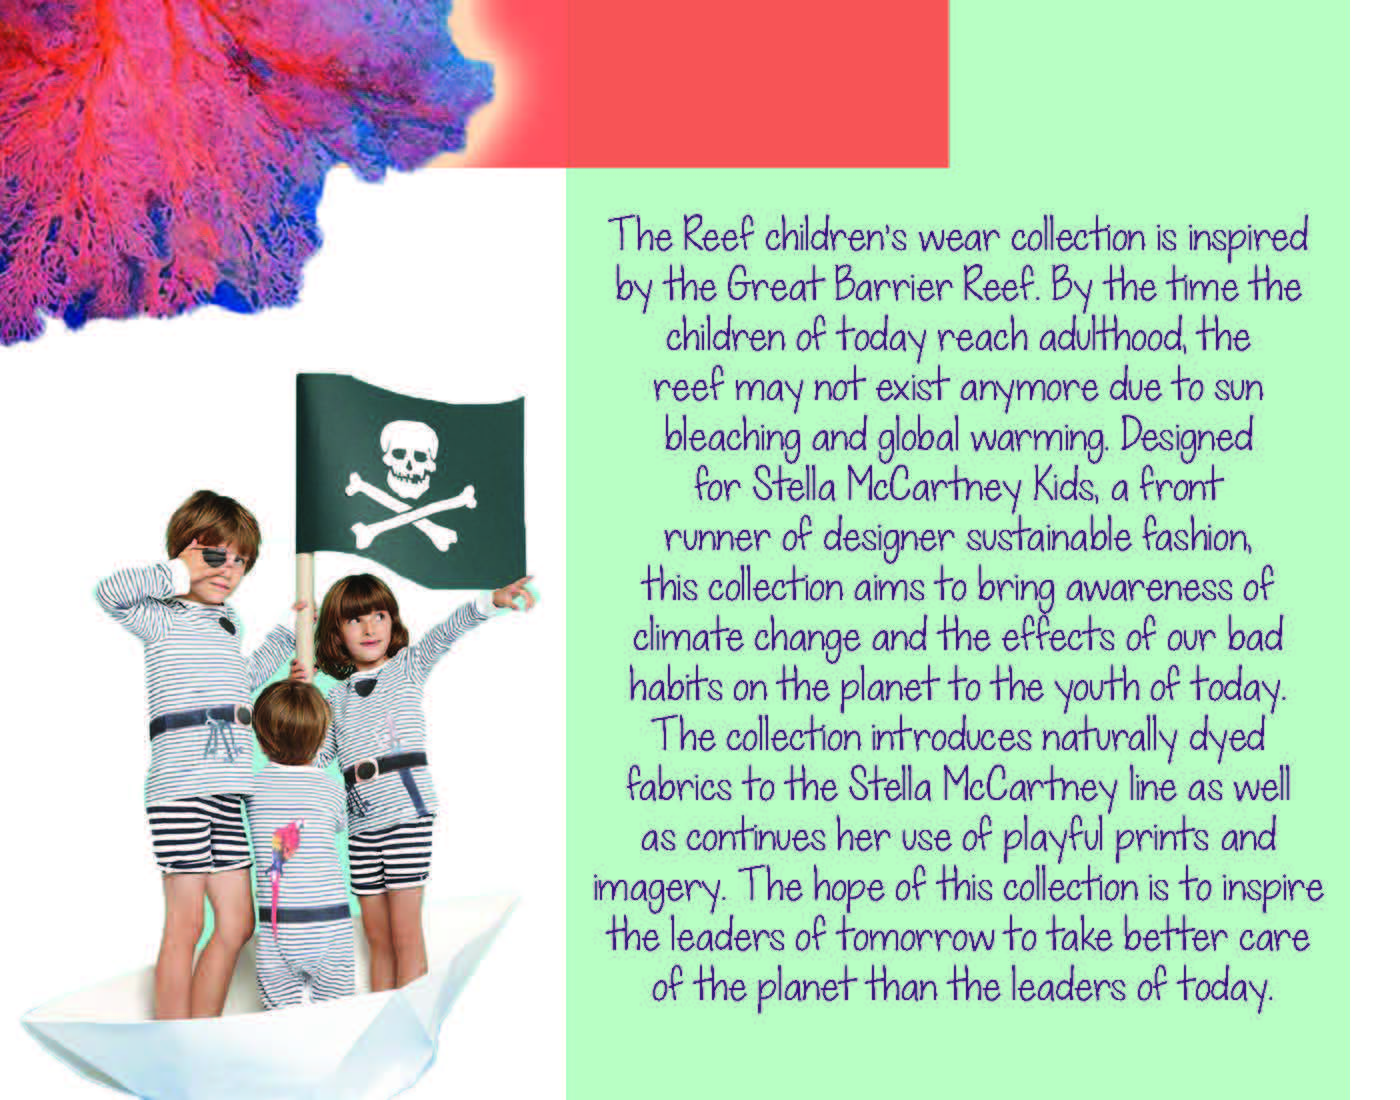 The Reef children's wear collection is inspired
by the Great Barrier Reef. By the time the
children of today reach adulthood, the
reef may not exist anymore due to sun
bleaching and global warming. Designed
for Stella McCartney Kids, a front
runner of designer sustainable fashion,
this collection aims to bring awareness of
climate change and the effects of our bad
habits on the planet to the youth of today.
The collection introduces naturally dyed
fabrics to the Stella McCartney line as well
as continues her use of playful prints and
imagery. The hope of this collection is to inspire
the leaders of tomorrow to take better care
of the planet than the leaders of today.